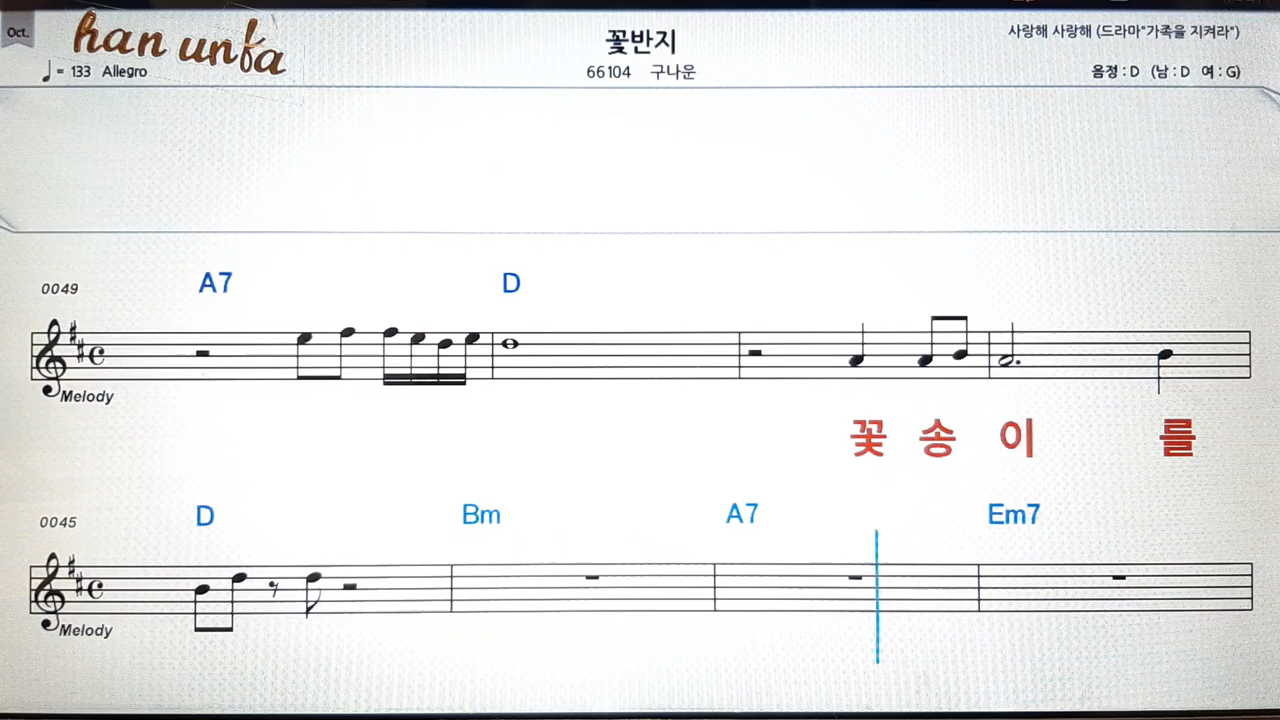 Oct.
han unfa
♩ = 133 Allegro
꽃반지
66104 구나운
사랑해 사랑해 (드라마"가족을 지켜라")
음정 : D (남 : D 여 : G)
0049
A7 D
Melody
꽃 송 이 를
0045
D Bm A7 Em7
Melody